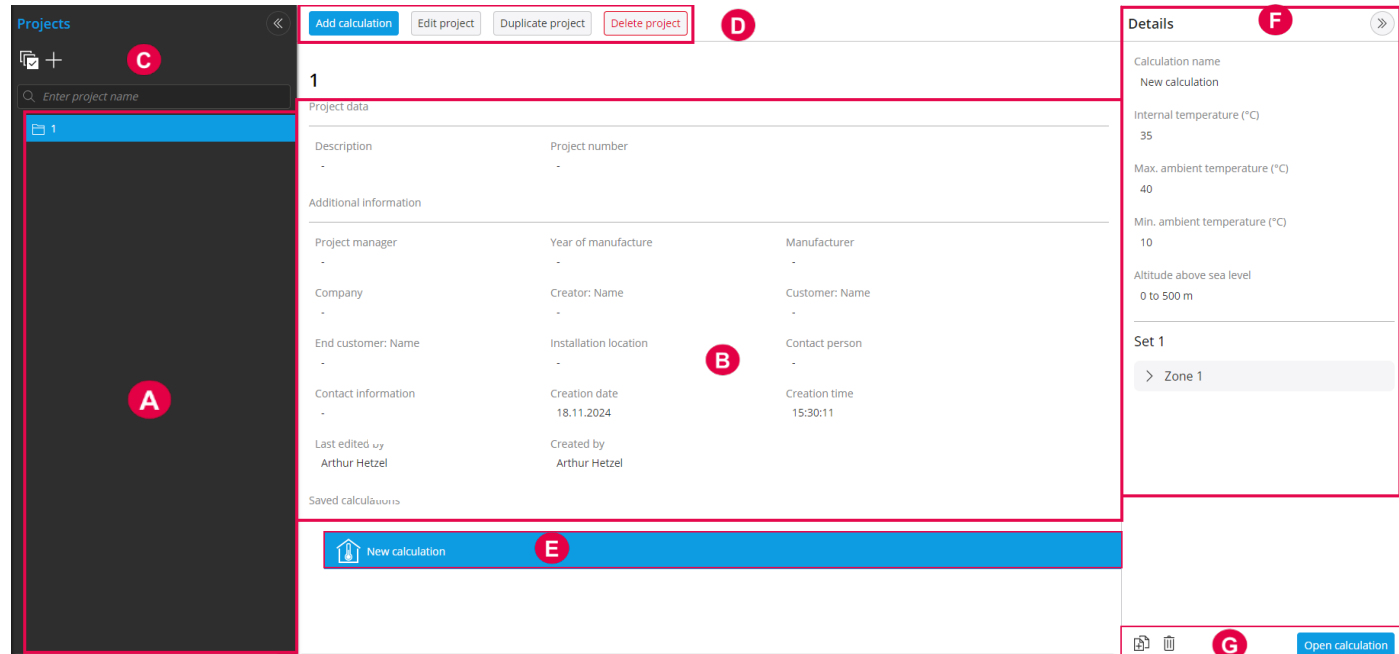 Projects
C
Enter project name
1
A
Add calculation Edit project Duplicate project Delete project
D
1
Project data
Description Project number
- -
Additional information
Project manager Year of manufacture Manufacturer
- - -
Company Creator: Name Customer: Name
- - -
End customer: Name Installation location Contact person
- - -
B
Contact information Creation date Creation time
- 18.11.2024 15:30:11
Last edited by Created by
Arthur Hetzel Arthur Hetzel
Saved calculations
New calculation
E
Details
F
Calculation name
New calculation
Internal temperature (°C)
35
Max. ambient temperature (°C)
40
Min. ambient temperature (°C)
10
Altitude above sea level
0 to 500 m
Set 1
Zone 1
G
Open calculation